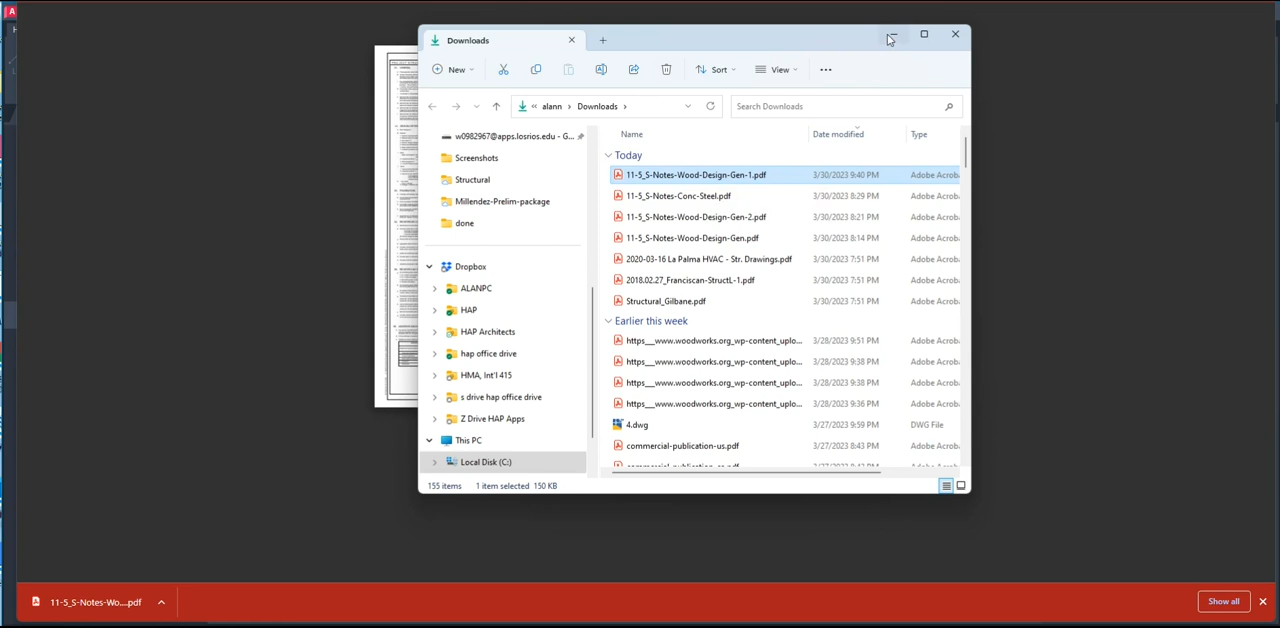 Downloads
New
Sort
View
alann > Downloads >
Search Downloads
w0982967@apps.losrios.edu - G...
Screenshots
Structural
Millendez-Prelim-package
done
Dropbox
ALANPC
HAP
HAP Architects
hap office drive
HMA, Int'l 415
s drive hap office drive
Z Drive HAP Apps
This PC
Local Disk (C:)
Name Date modified Type
Today
11-5_S-Notes-Wood-Design-Gen-1.pdf 3/30/2023 9:40 PM Adobe Acrob
11-5_S-Notes-Conc-Steel.pdf 3/30/2023 8:29 PM Adobe Acrob
11-5_S-Notes-Wood-Design-Gen-2.pdf 3/30/2023 8:21 PM Adobe Acrob
11-5_S-Notes-Wood-Design-Gen.pdf 3/30/2023 8:14 PM Adobe Acrob
2020-03-16 La Palma HVAC - Str. Drawings.pdf 3/30/2023 7:51 PM Adobe Acrob
2018.02.27_Franciscan-StructL-1.pdf 3/30/2023 7:51 PM Adobe Acrob
Structural_Gilbane.pdf 3/30/2023 7:51 PM Adobe Acrob
Earlier this week
https__www.woodworks.org_wp-content_uplo... 3/28/2023 9:51 PM Adobe Acrob
https__www.woodworks.org_wp-content_uplo... 3/28/2023 9:38 PM Adobe Acrob
https__www.woodworks.org_wp-content_uplo... 3/28/2023 9:38 PM Adobe Acrob
https__www.woodworks.org_wp-content_uplo... 3/28/2023 9:36 PM Adobe Acrob
4.dwg 3/27/2023 9:59 PM DWG File
commercial-publication-us.pdf 3/27/2023 8:43 PM Adobe Acrob
155 items 1 item selected 150 KB
11-5_S-Notes-Wo....pdf
Show all